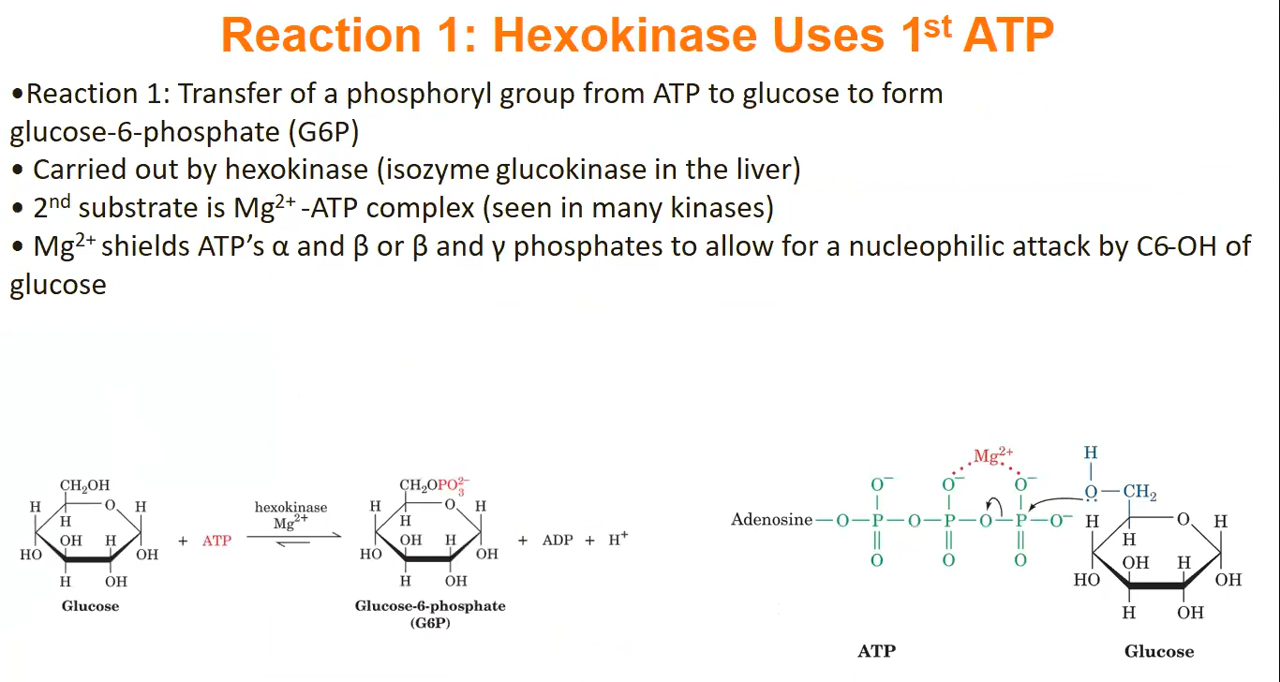 Reaction 1: Hexokinase Uses 1st ATP
•Reaction 1: Transfer of a phosphoryl group from ATP to glucose to form
glucose-6-phosphate (G6P)
• Carried out by hexokinase (isozyme glucokinase in the liver)
• 2nd substrate is Mg2+ -ATP complex (seen in many kinases)
• Mg2+ shields ATP's α and β or β and γ phosphates to allow for a nucleophilic attack by C6-OH of
glucose
CH2OH
H O H
H
OH H
HO OH
H OH
Glucose
+ ATP
hexokinase
Mg2+
CH2OPO32−
H O H
H
OH H
HO OH
H OH
Glucose-6-phosphate
(G6P)
+ ADP + H+
Mg2+
O− O− O−
Adenosine—O—P—O—P—O—P—O−
O O O
ATP
H
O—CH2
H O H
H
OH H
HO OH
H OH
Glucose